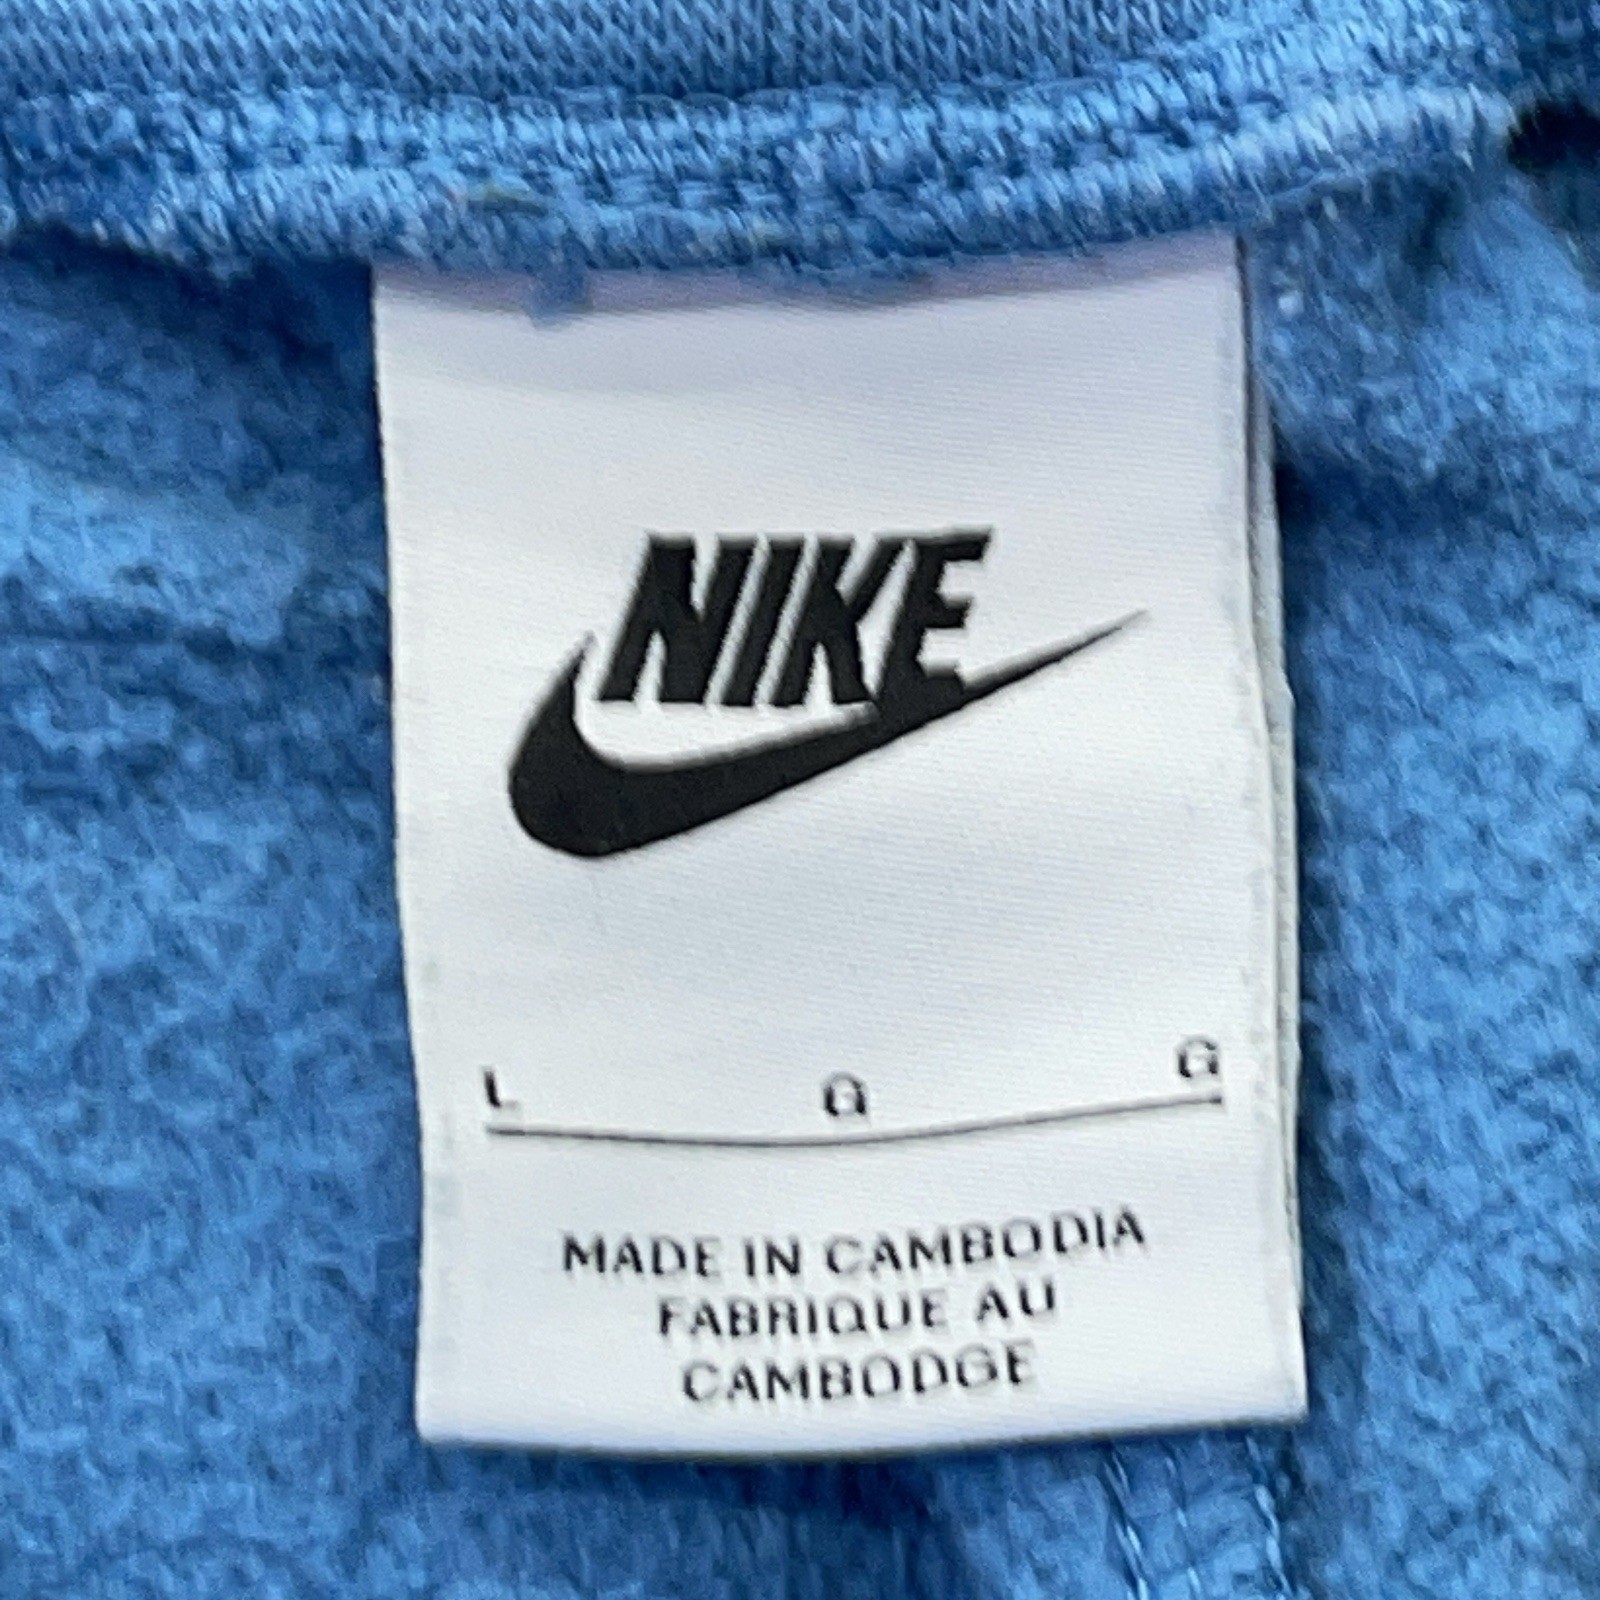 NIKE
L G G
MADE IN CAMBODIA
FABRIQUE AU
CAMBODGE